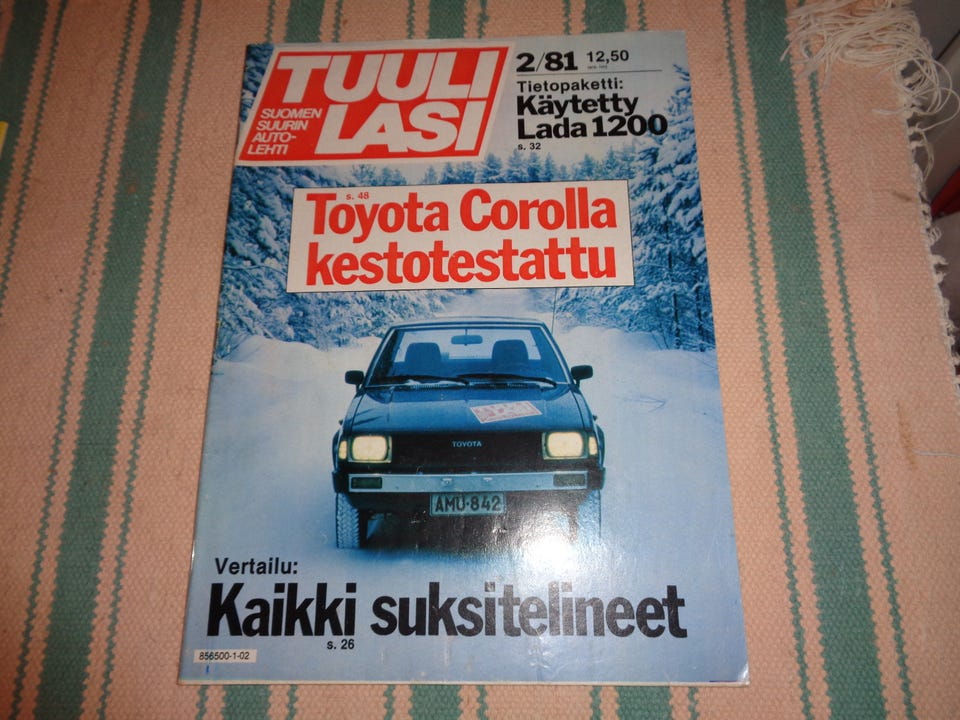 TUULI
LASI
SUOMEN
SUURIN
AUTO-
LEHTI
2/81 12,50
Tietopaketti:
Käytetty
Lada 1200
s. 32
s. 48
Toyota Corolla
kestotestattu
TOYOTA
AMU-842
Vertailu:
Kaikki suksitelineet
s. 26
856500-1-02